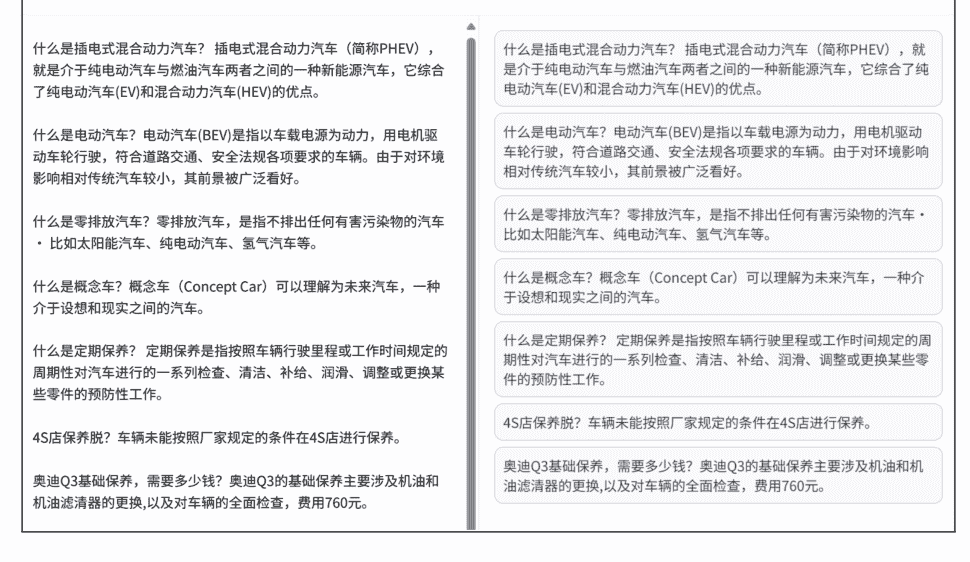 什么是插电式混合动力汽车? 插电式混合动力汽车（简称PHEV），
就是介于纯电动汽车与燃油汽车两者之间的一种新能源汽车，它综合
了纯电动汽车(EV)和混合动力汽车(HEV)的优点。
什么是电动汽车？电动汽车(BEV)是指以车载电源为动力，用电机驱
动车轮行驶，符合道路交通、安全法规各项要求的车辆。由于对环境
影响相对传统汽车较小，其前景被广泛看好。
什么是零排放汽车？零排放汽车，是指不排出任何有害污染物的汽车
· 比如太阳能汽车、纯电动汽车、氢气汽车等。
什么是概念车？概念车（Concept Car）可以理解为未来汽车，一种
介于设想和现实之间的汽车。
什么是定期保养？ 定期保养是指按照车辆行驶里程或工作时间规定的
周期性对汽车进行的一系列检查、清洁、补给、润滑、调整或更换某
些零件的预防性工作。
4S店保养脱？车辆未能按照厂家规定的条件在4S店进行保养。
奥迪Q3基础保养，需要多少钱？奥迪Q3的基础保养主要涉及机油和
机油滤清器的更换,以及对车辆的全面检查，费用760元。
什么是插电式混合动力汽车？ 插电式混合动力汽车（简称PHEV），就
是介于纯电动汽车与燃油汽车两者之间的一种新能源汽车，它综合了纯
电动汽车(EV)和混合动力汽车(HEV)的优点。
什么是电动汽车？电动汽车(BEV)是指以车载电源为动力，用电机驱动
车轮行驶，符合道路交通、安全法规各项要求的车辆。由于对环境影响
相对传统汽车较小，其前景被广泛看好。
什么是零排放汽车？零排放汽车，是指不排出任何有害污染物的汽车·
比如太阳能汽车、纯电动汽车、氢气汽车等。
什么是概念车？概念车（Concept Car）可以理解为未来汽车，一种介
于设想和现实之间的汽车。
什么是定期保养？ 定期保养是指按照车辆行驶里程或工作时间规定的周
期性对汽车进行的一系列检查、清洁、补给、润滑、调整或更换某些零
件的预防性工作。
4S店保养脱？车辆未能按照厂家规定的条件在4S店进行保养。
奥迪Q3基础保养，需要多少钱？奥迪Q3的基础保养主要涉及机油和机
油滤清器的更换,以及对车辆的全面检查，费用760元。